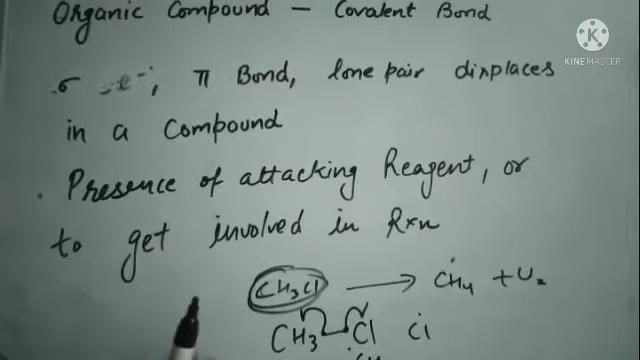 Organic Compound — Covalent Bond
K
KINEMASTER
σ e⁻, π Bond, lone pair displaces
in a Compound
. Presence of attacking Reagent, or
to get involved in Rxn
CH3Cl → CH4 +
CH3 Cl Cl